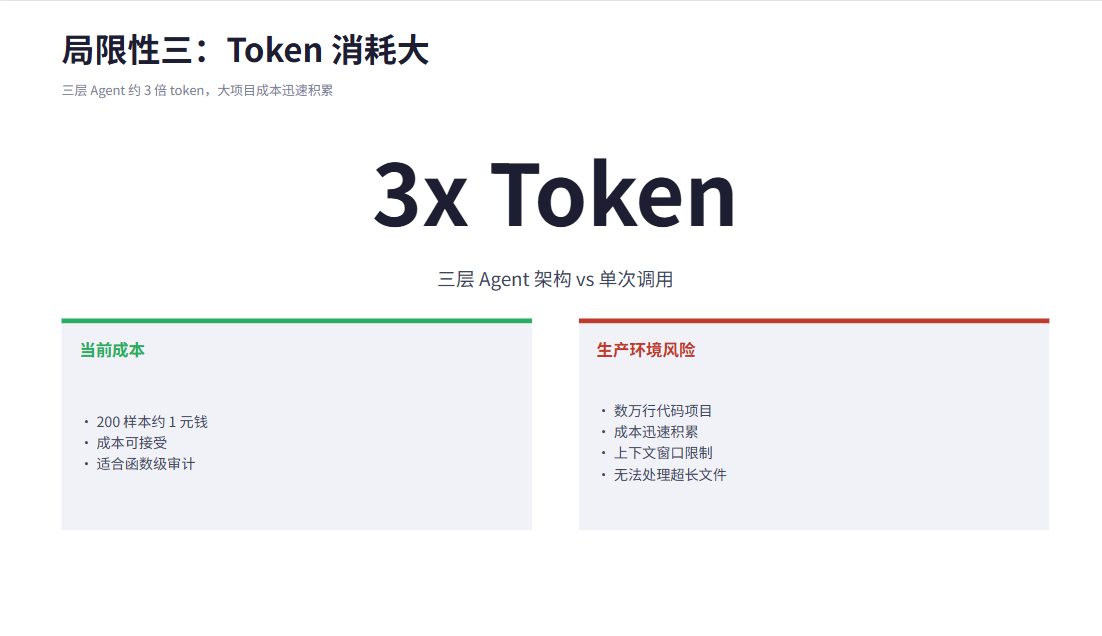 局限性三：Token 消耗大
三层 Agent 约 3 倍 token，大项目成本迅速积累
3x Token
三层 Agent 架构 vs 单次调用
当前成本
• 200 样本约 1 元钱
• 成本可接受
• 适合函数级审计
生产环境风险
• 数万行代码项目
• 成本迅速积累
• 上下文窗口限制
• 无法处理超长文件